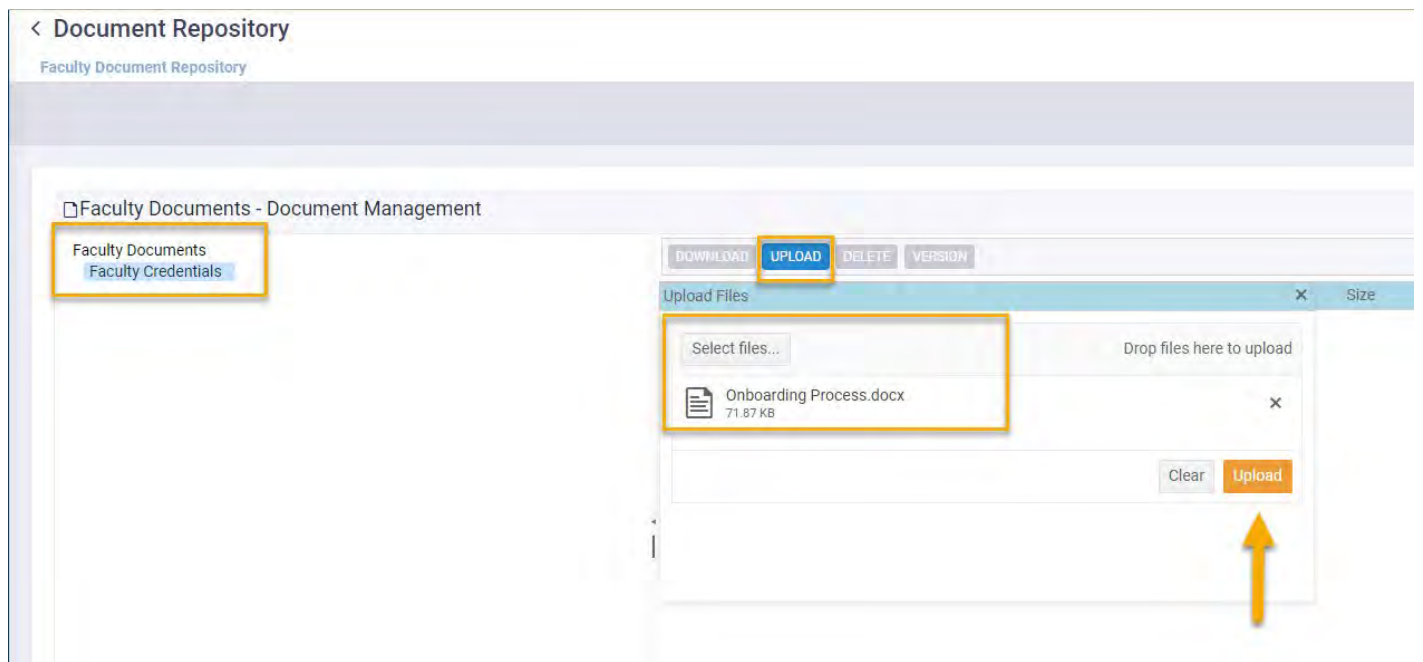 Document Repository
Faculty Document Repository
Faculty Documents - Document Management
Faculty Documents
Faculty Credentials
DOWNLOAD UPLOAD DELETE VERSION
Upload Files Size
Select files... Drop files here to upload
Onboarding Process.docx
71.87 KB
Clear Upload